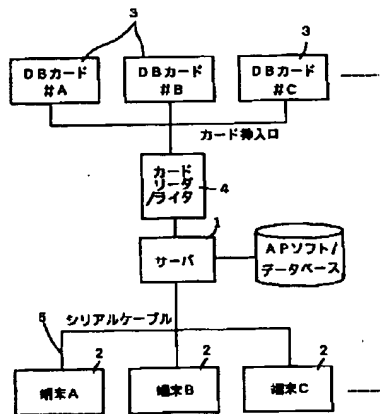 3
3
DBカード
#A
DBカード
#B
DBカード
#C
カード挿入口
カード
リーダ
/ライタ
4
1
サーバ
APソフト/
データベース
シリアルケーブル
5
2
2
2
端末A
端末B
端末C